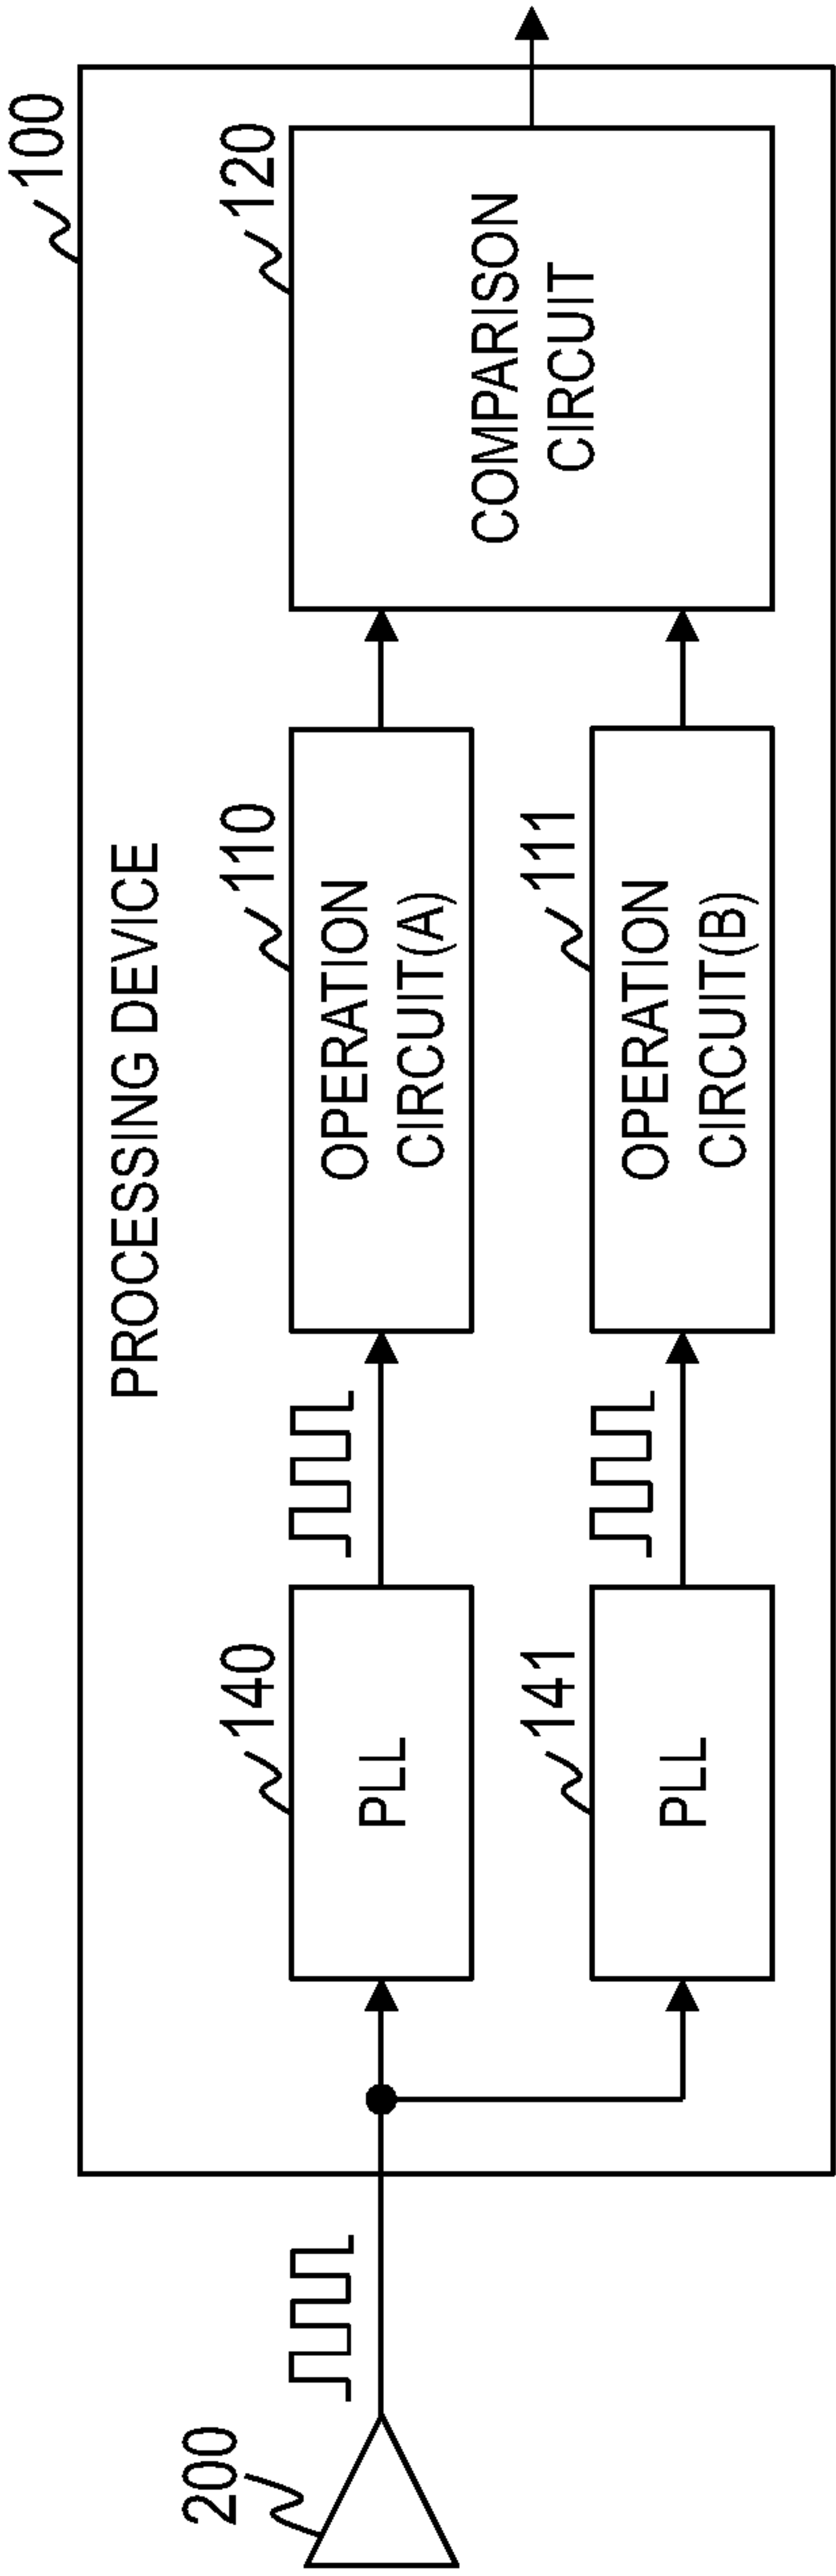 100
PROCESSING DEVICE
200
140
PLL
110
OPERATION
CIRCUIT(A)
120
COMPARISON
CIRCUIT
141
PLL
111
OPERATION
CIRCUIT(B)